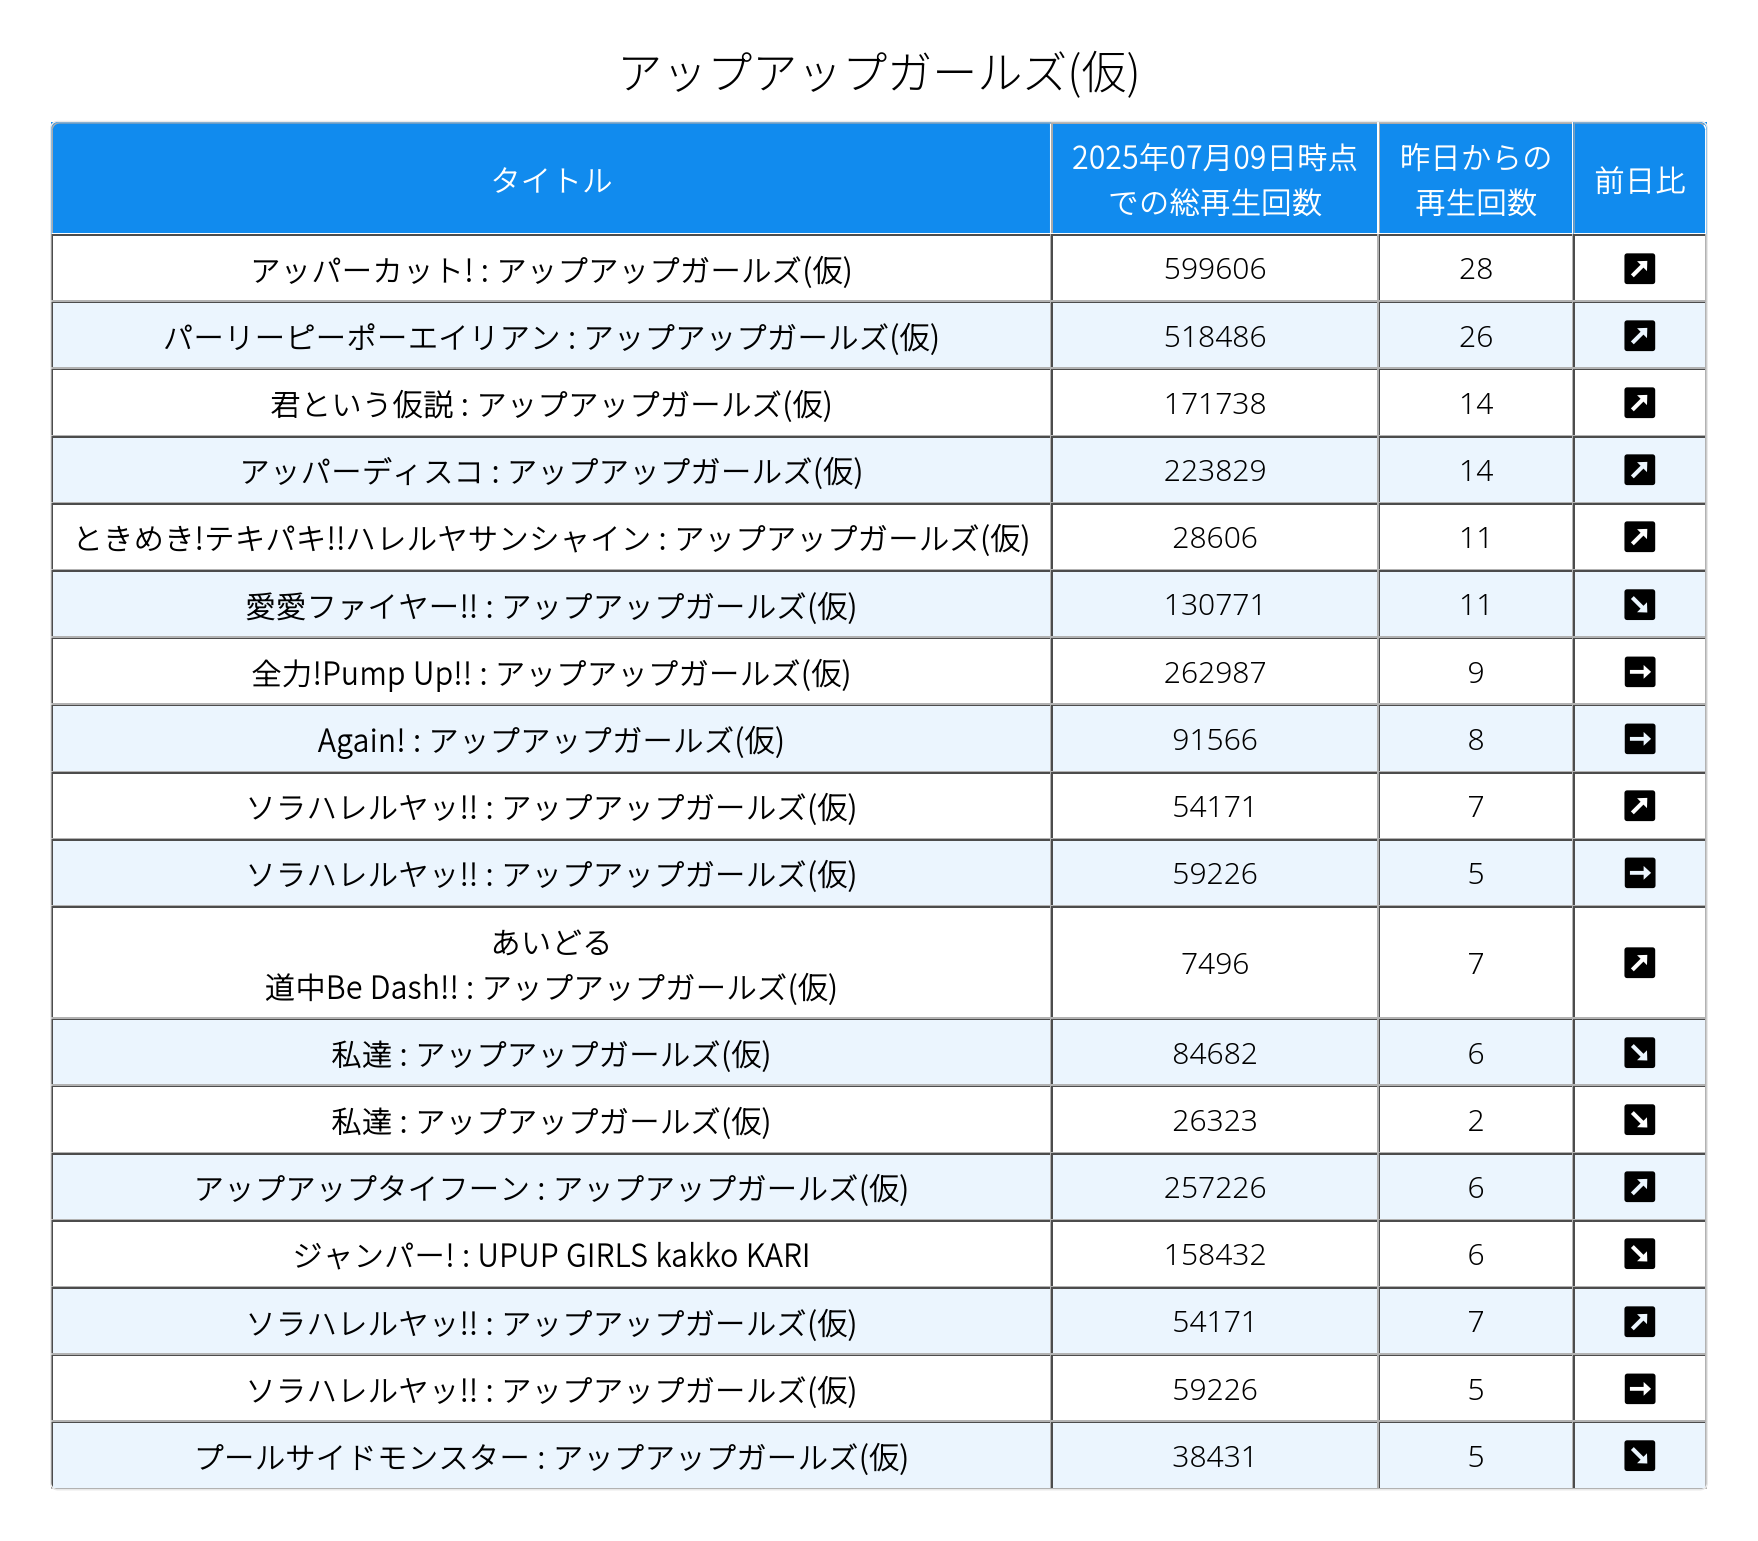 アップアップガールズ(仮)
タイトル
2025年07月09日時点
での総再生回数
昨日からの
再生回数
前日比
アッパーカット! : アップアップガールズ(仮) 599606 28 ↗
パーリーピーポーエイリアン : アップアップガールズ(仮) 518486 26 ↗
君という仮説 : アップアップガールズ(仮) 171738 14 ↗
アッパーディスコ : アップアップガールズ(仮) 223829 14 ↗
ときめき!テキパキ!!ハレルヤサンシャイン : アップアップガールズ(仮) 28606 11 ↗
愛愛ファイヤー!! : アップアップガールズ(仮) 130771 11 ↘
全力!Pump Up!! : アップアップガールズ(仮) 262987 9 →
Again! : アップアップガールズ(仮) 91566 8 →
ソラハレルヤッ!! : アップアップガールズ(仮) 54171 7 ↗
ソラハレルヤッ!! : アップアップガールズ(仮) 59226 5 →
あいどる
道中Be Dash!! : アップアップガールズ(仮) 7496 7 ↗
私達 : アップアップガールズ(仮) 84682 6 ↘
私達 : アップアップガールズ(仮) 26323 2 ↘
アップアップタイフーン : アップアップガールズ(仮) 257226 6 ↗
ジャンパー! : UPUP GIRLS kakko KARI 158432 6 ↘
ソラハレルヤッ!! : アップアップガールズ(仮) 54171 7 ↗
ソラハレルヤッ!! : アップアップガールズ(仮) 59226 5 →
プールサイドモンスター : アップアップガールズ(仮) 38431 5 ↘